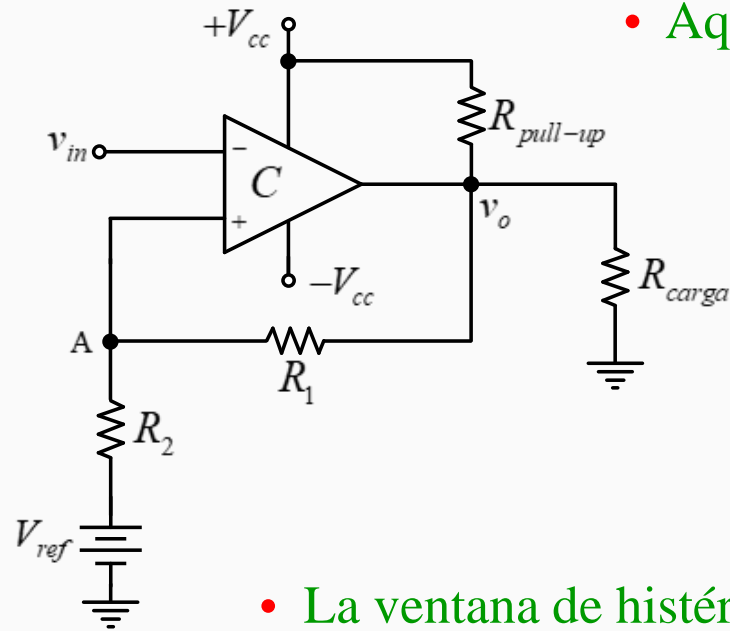 +Vcc
• Aq
Rpull−up
vin
−
C
+
vo
−Vcc
Rcarga
A
R1
R2
Vref
• La ventana de histér